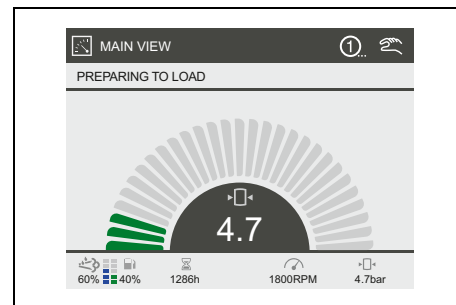 MAIN VIEW
1...
PREPARING TO LOAD
4.7
60% 40% 1286h 1800RPM 4.7bar